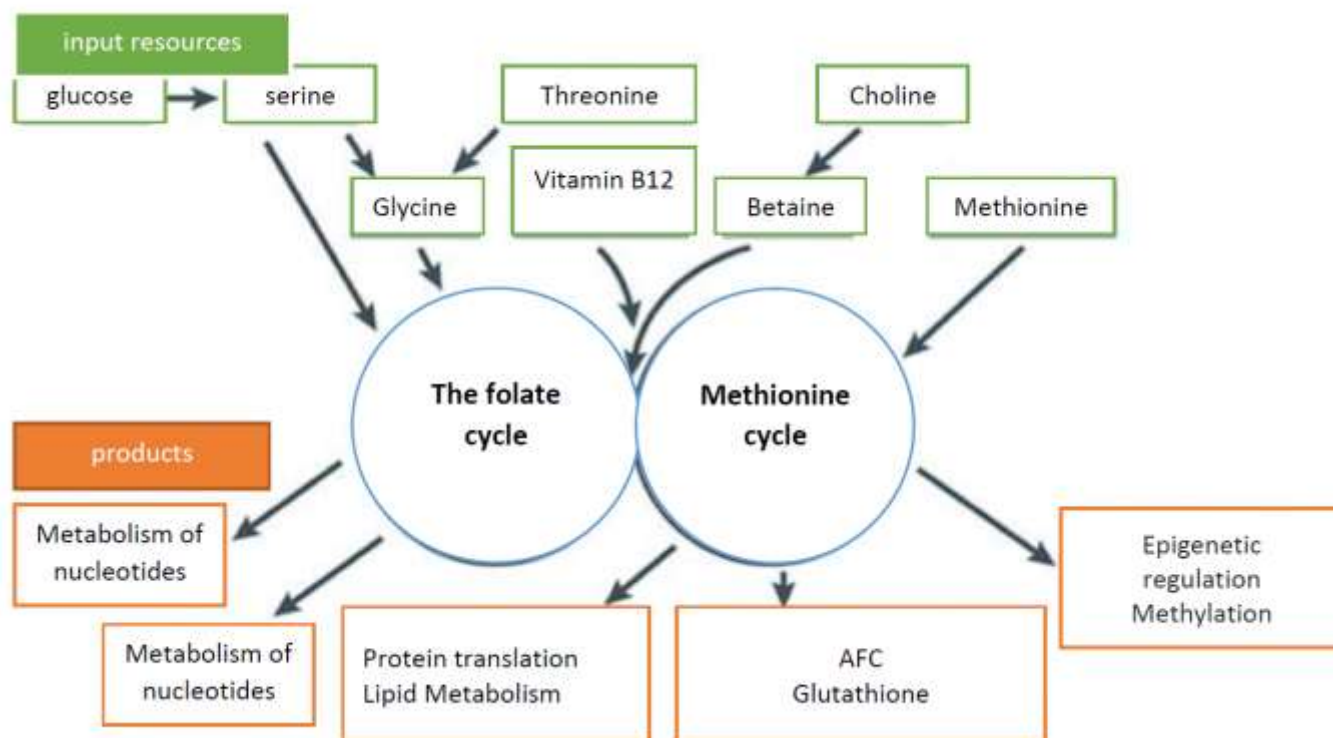 input resources
glucose
serine
Threonine
Choline
Glycine
Vitamin B12
Betaine
Methionine
The folate
cycle
Methionine
cycle
products
Metabolism of
nucleotides
Metabolism of
nucleotides
Protein translation
Lipid Metabolism
AFC
Glutathione
Epigenetic
regulation
Methylation